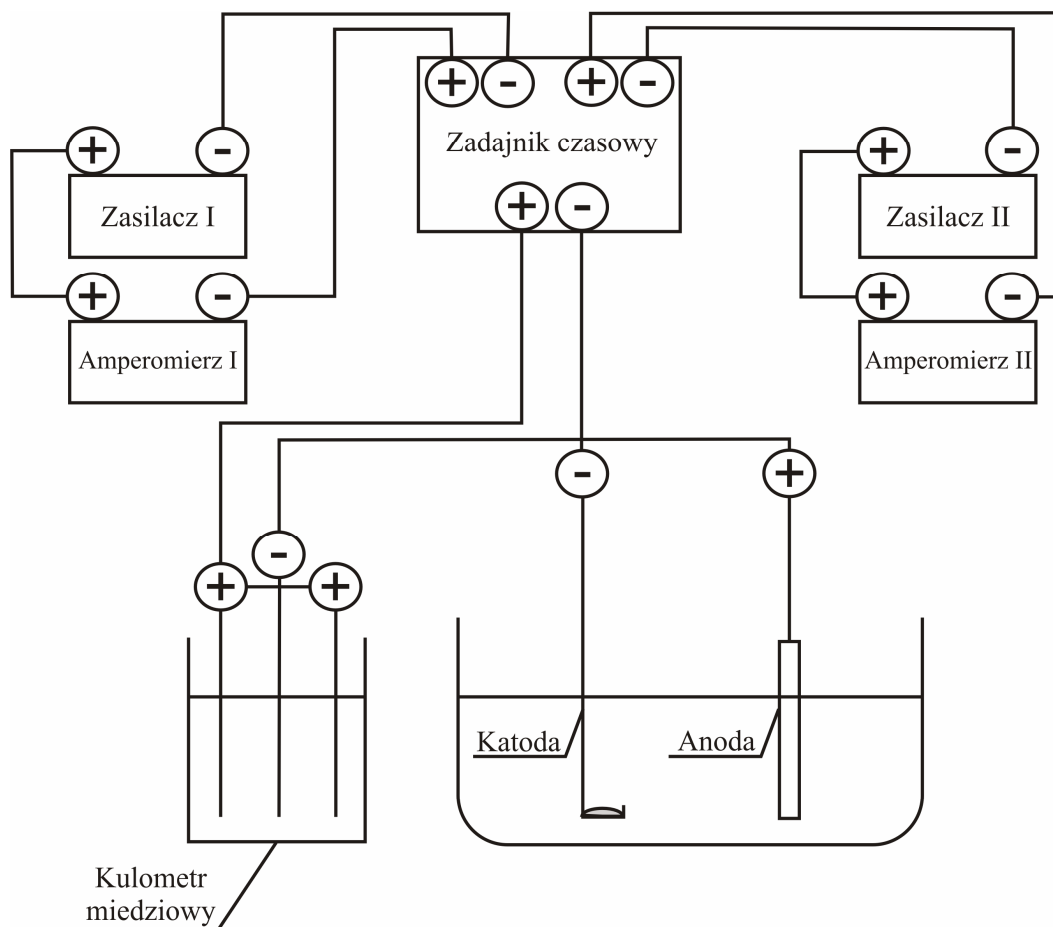 + - + -
Zadajnik czasowy
+ -
+ -
Zasilacz I
+ -
Amperomierz I
+ -
Zasilacz II
+ -
Amperomierz II
- +
-
+ +
Katoda
Anoda
Kulometr
miedziowy